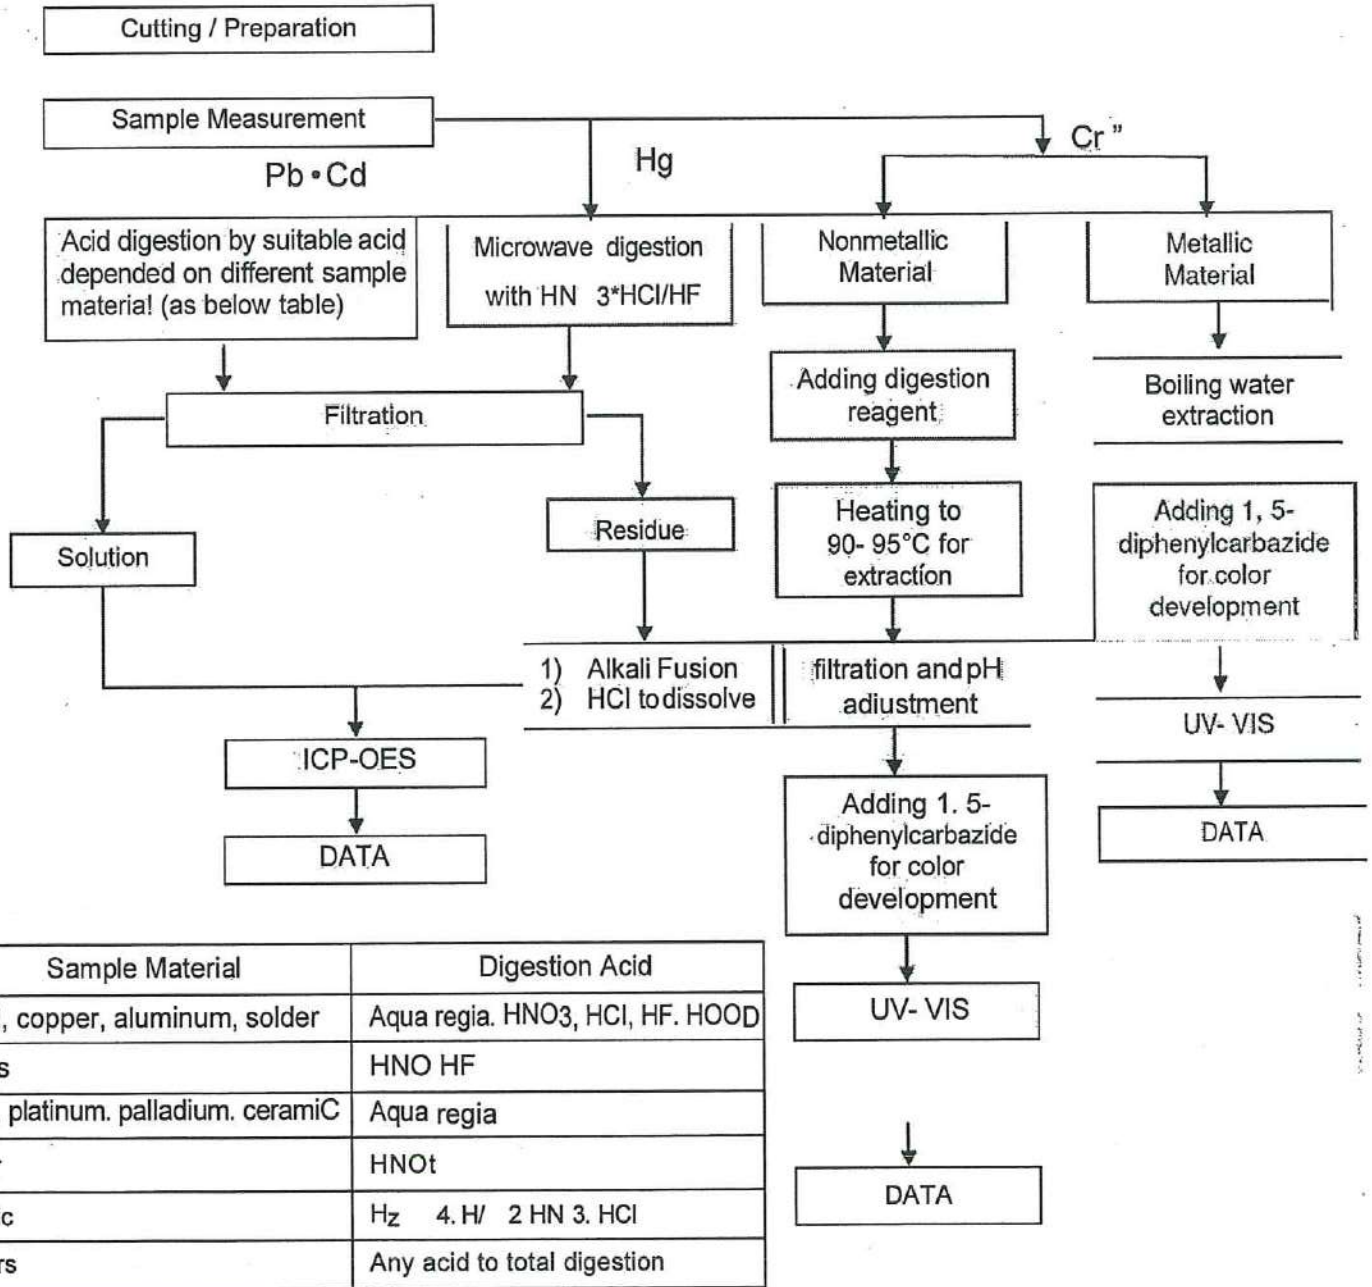 Cutting / Preparation
Sample Measurement
Pb • Cd
Hg
Cr ”
Acid digestion by suitable acid
depended on different sample
materia! (as below table)
Microwave digestion
with HN 3*HCI/HF
Nonmetallic
Material
Metallic
Material
Filtration
Adding digestion
reagent
Boiling water
extraction
Solution
Residue
Heating to
90- 95°C for
extraction
Adding 1, 5-
diphenylcarbazide
for color
development
1) Alkali Fusion
2) HCI to dissolve
filtration and pH
adiustment
UV- VIS
ICP-OES
DATA
Adding 1. 5-
diphenylcarbazide
for color
development
DATA
UV- VIS
DATA
Sample Material Digestion Acid
, copper, aluminum, solder Aqua regia. HNO3, HCI, HF. HOOD
s HNO HF
platinum. palladium. ceramiC Aqua regia
HNOt
c Hz 4. H/ 2 HN 3. HCI
rs Any acid to total digestion